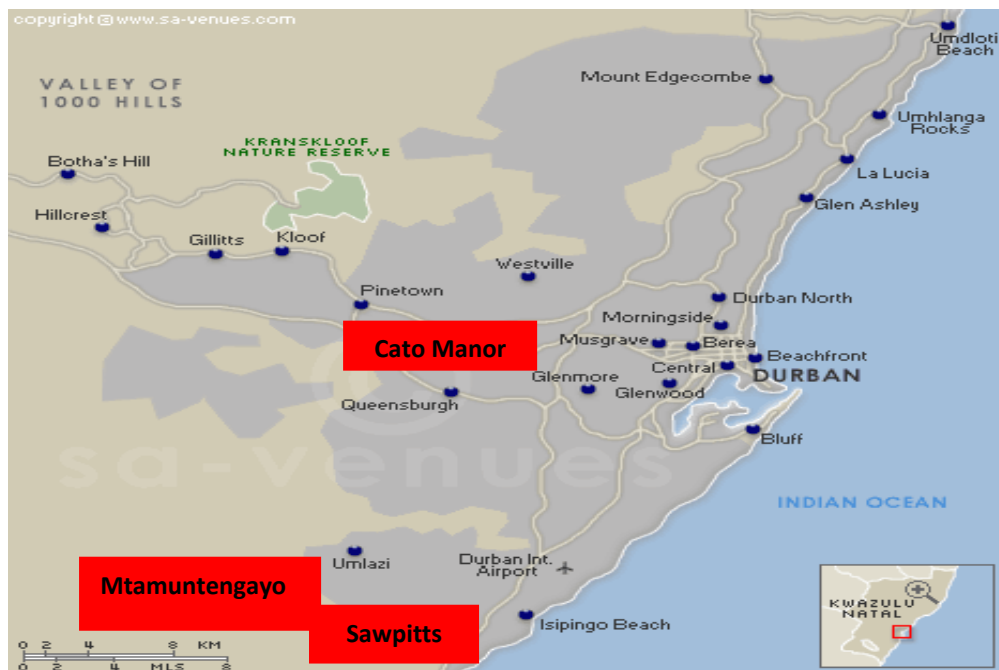 copyright@www.sa-venues.com
Umdloti
Beach
Mount Edgecombe
VALLEY OF
1000 HILLS
Umhlanga
Rocks
KRANSKLOOF
NATURE RESERVE
Botha's Hill
La Lucia
Glen Ashley
Hillcrest
Gillitts
Kloof
Westville
Pinetown
Durban North
Morningside
Cato Manor
Musgrave
Berea
Beachfront
Central
DURBAN
Glenmore
Glenwood
Queensburgh
Bluff
©
sa-venues
INDIAN OCEAN
Umlazi
Durban Int.
Airport
Mtamuntengayo
KWAZULU
NATAL
Sawpitts
Isipingo Beach
0 2 4 8 KM
0 2 4 MLS 8